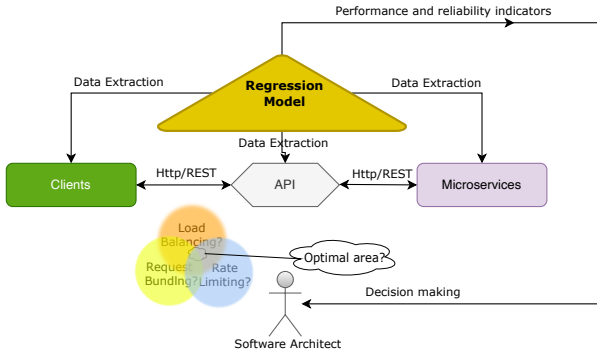 Performance and reliability indicators
Data Extraction
Regression
Model
Data Extraction
Data Extraction
Clients
Http/REST
API
Http/REST
Microservices
Load
Balancing?
Request
Bundlng?
Rate
Limiting?
Optimal area?
Decision making
Software Architect